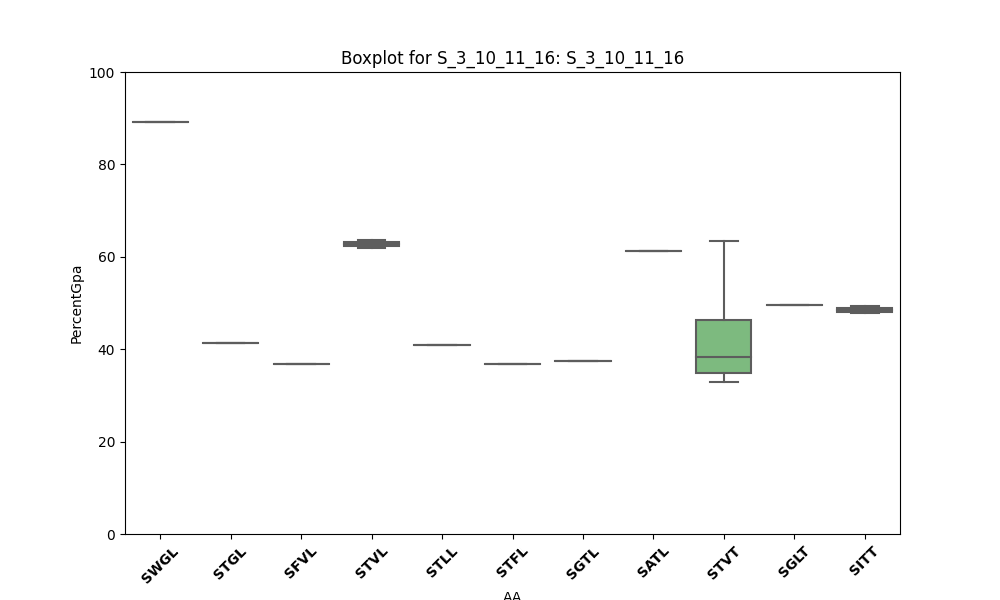 Boxplot for S_3_10_11_16: S_3_10_11_16
100
80
60
40
20
0
PercentGpa
SWGL
STGL
SFVL
STVL
STLL
STFL
SGTL
SATL
STVT
SGLT
SITT
AA